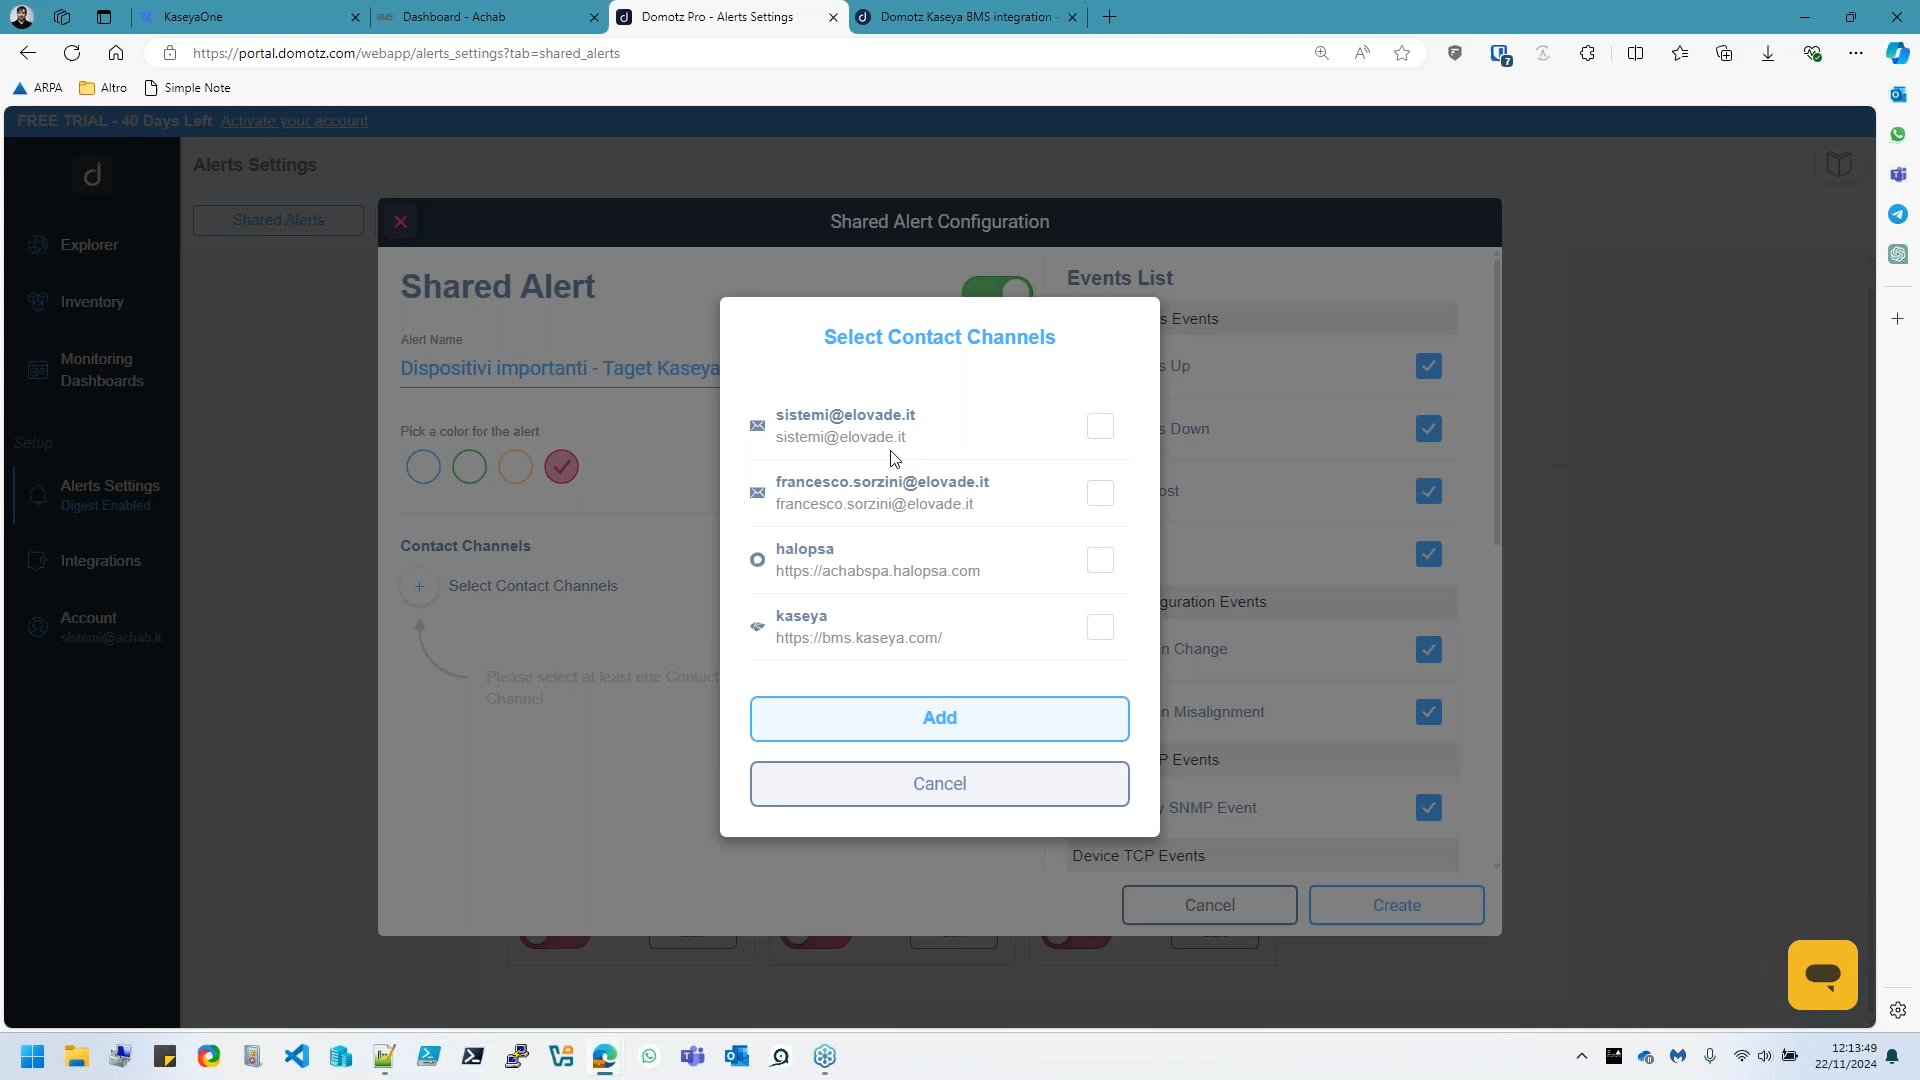 KaseyaOne
BMS
Dashboard - Achab
Domotz Pro - Alerts Settings
Domotz Kaseya BMS integration -
https://portal.domotz.com/webapp/alerts_settings?tab=shared_alerts
7
ARPA
Altro
Simple Note
FREE TRIAL - 40 Days Left Activate your account
Alerts Settings
Shared Alerts
Explorer
Inventory
Monitoring
Dashboards
Setup
Alerts Settings
Digest Enabled
Integrations
Account
sistemi@achab.it
Shared Alert Configuration
Shared Alert
Alert Name
Dispositivi importanti - Taget Kaseya
Pick a color for the alert
Contact Channels
Select Contact Channels
Please select at least one Contact
Channel
Select Contact Channels
sistemi@elovade.it
sistemi@elovade.it
francesco.sorzini@elovade.it
francesco.sorzini@elovade.it
halopsa
https://achabspa.halopsa.com
kaseya
https://bms.kaseya.com/
Add
Cancel
Events List
s Events
s Up
s Down
ost
guration Events
n Change
n Misalignment
P Events
y SNMP Event
Device TCP Events
Cancel
Create
12:13:49
22/11/2024